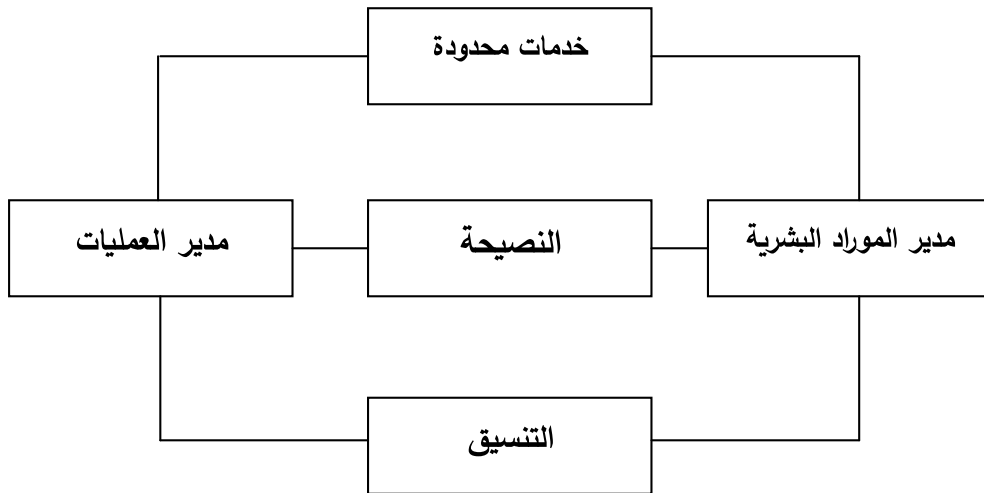 خدمات محدودة
مدير الموراد البشرية
النصيحة
مدير العمليات
التنسيق